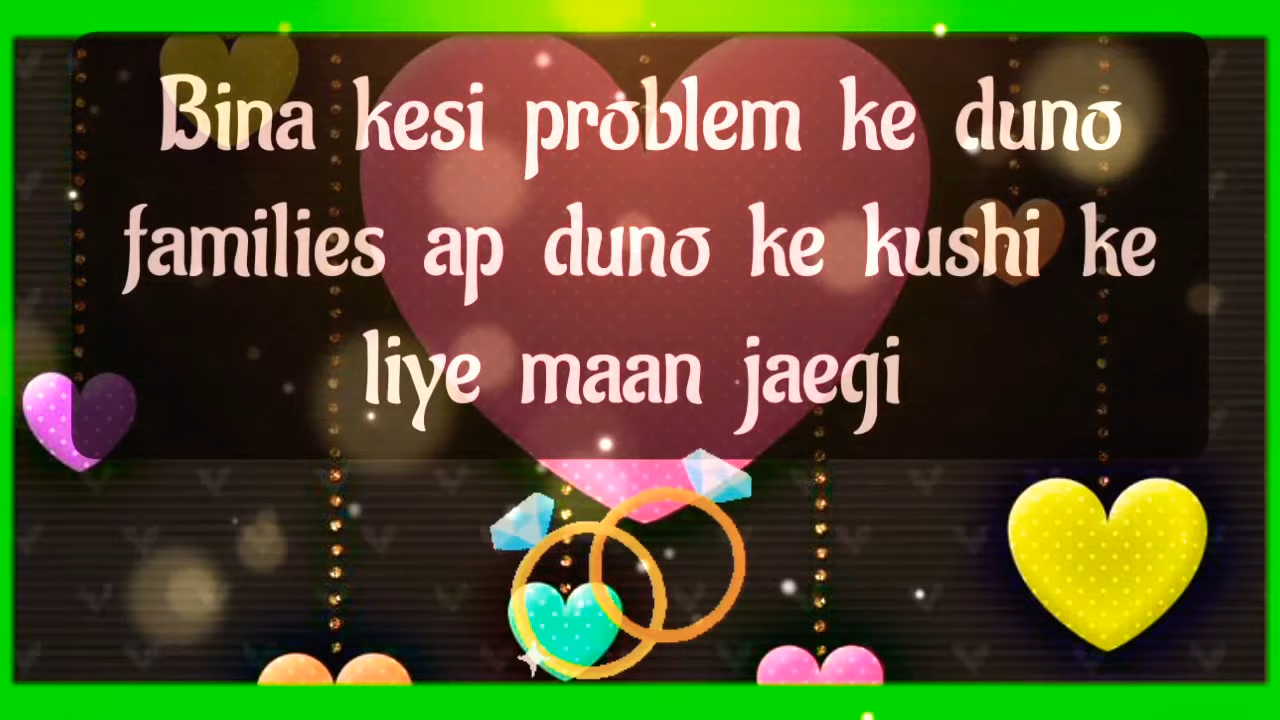 Bina kesi problem ke duno
families ap duno ke kushi ke
liye maan jaegi